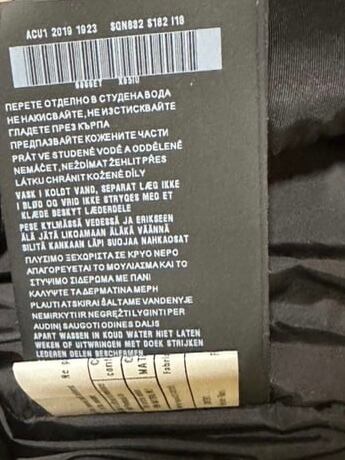 ACU1 2019 1923 SQN692 S182 I19
ПЕРЕТЕ ОТДЕЛНО В СТУДЕНА ВОДА
НЕ НАКИСВАЙТЕ, НЕ ИЗСТИСКВАЙТЕ
ГЛАДЕТЕ ПРЕЗ КЪРПА
ПРЕДПАЗВАЙТЕ КОЖЕНИТЕ ЧАСТИ
PRÁT VE STUDENÉ VODĚ A ODDĚLENĚ
NEMÁČET, NEŽDÍMAT ŽEHLIT PŘES
LÁTKU CHRÁNIT KOŽENÉ DÍLY
VASK I KOLDT VAND, SEPARAT LÆG IKKE
I BLØD OG VRID IKKE STRYGES MED ET
KLÆDE BESKYT LÆDERDELE
PESE KYLMÄSSÄ VEDESSÄ JA ERIKSEEN
ÄLÄ JÄTÄ LIKOAMAAN ÄLÄKÄ VÄÄNNÄ
SILITÄ KANKAAN LÄPI SUOJAA NAHKAOSAT
ΠΛΥΣΙΜΟ ΞΕΧΩΡΙΣΤΑ ΣΕ ΚΡΥΟ ΝΕΡΟ
ΑΠΑΓΟΡΕΥΕΤΑΙ ΤΟ ΜΟΥΛΙΑΣΜΑ ΚΑΙ ΤΟ
ΣΤΥΨΙΜΟ ΣΙΔΕΡΩΜΑ ΜΕ ΠΑΝΙ
ΚΑΛΥΨΤΕ ΤΑ ΔΕΡΜΑΤΙΝΑ ΜΕΡΗ
PLAUTI ATSKIRAI ŠALTAME VANDENYJE
NEMIRKYTI IR NEGRĘŽTI LYGINTI PER
AUDINĮ SAUGOTI ODINES DALIS
APART WASSEN IN KOUD WATER NIET LATEN
WEKEN OF UITWRINGEN MET DOEK STRIJKEN
LEDEREN DELEN BESCHERMEN